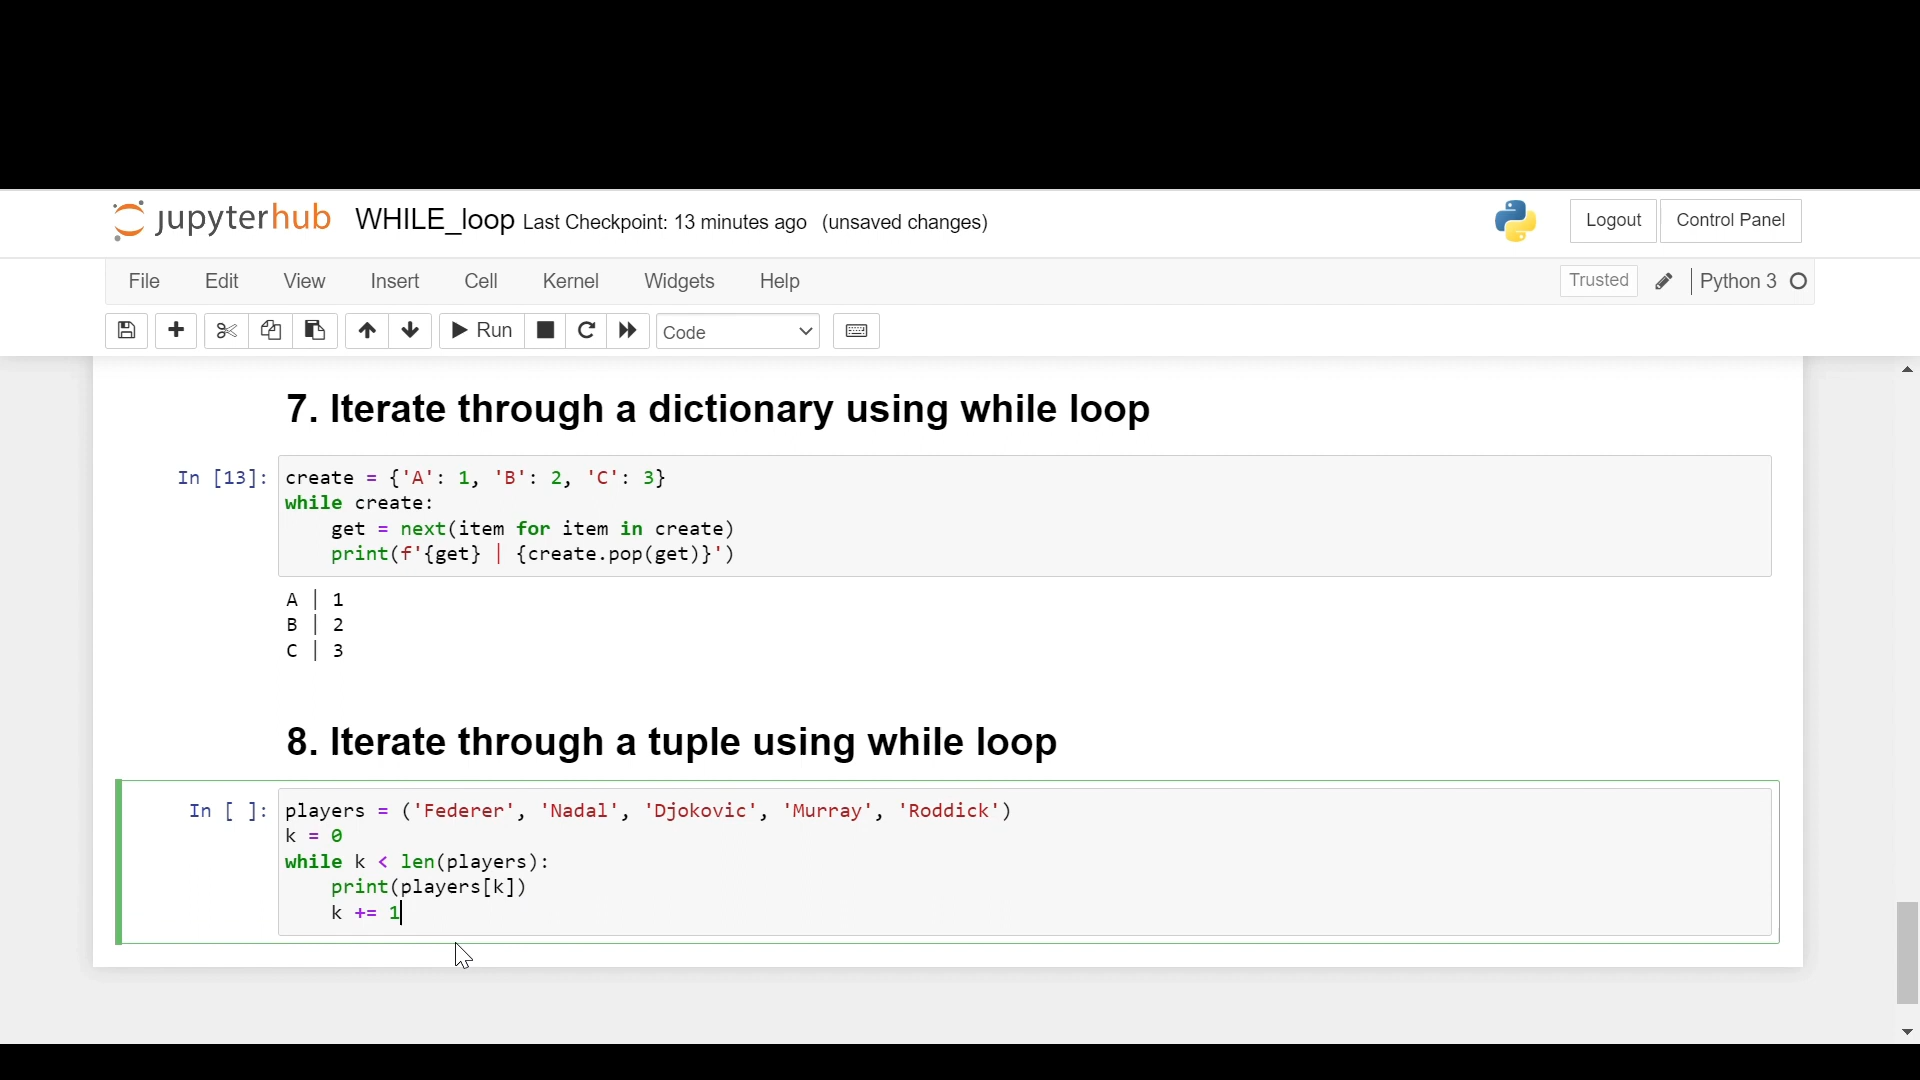 jupyterhub WHILE_loop Last Checkpoint: 13 minutes ago (unsaved changes) Logout Control Panel
File Edit View Insert Cell Kernel Widgets Help Trusted Python 3
Run Code
7. Iterate through a dictionary using while loop
In [13]: create = {'A': 1, 'B': 2, 'C': 3}
while create:
    get = next(item for item in create)
    print(f'{get} | {create.pop(get)}')
A | 1
B | 2
C | 3
8. Iterate through a tuple using while loop
In [ ]: players = ('Federer', 'Nadal', 'Djokovic', 'Murray', 'Roddick')
k = 0
while k < len(players):
    print(players[k])
    k += 1